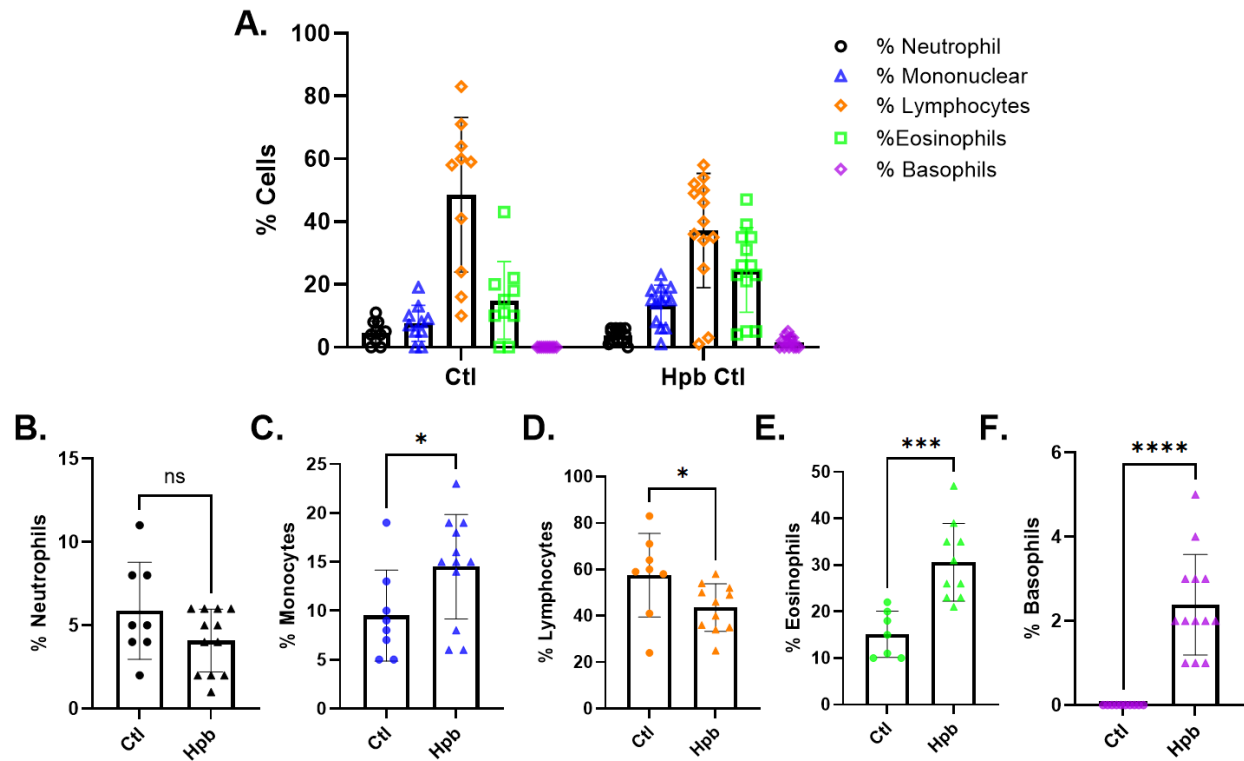 A.
% Cells
100
80
60
40
20
0
Ctl
Hpb Ctl
% Neutrophil
% Mononuclear
% Lymphocytes
%Eosinophils
% Basophils
B.
% Neutrophils
15
10
5
0
ns
Ctl
Hpb
C.
% Monocytes
25
20
15
10
5
0
*
Ctl
Hpb
D.
% Lymphocytes
100
80
60
40
20
0
*
Ctl
Hpb
E.
% Eosinophils
50
40
30
20
10
0
***
Ctl
Hpb
F.
% Basophils
6
4
2
0
****
Ctl
Hpb